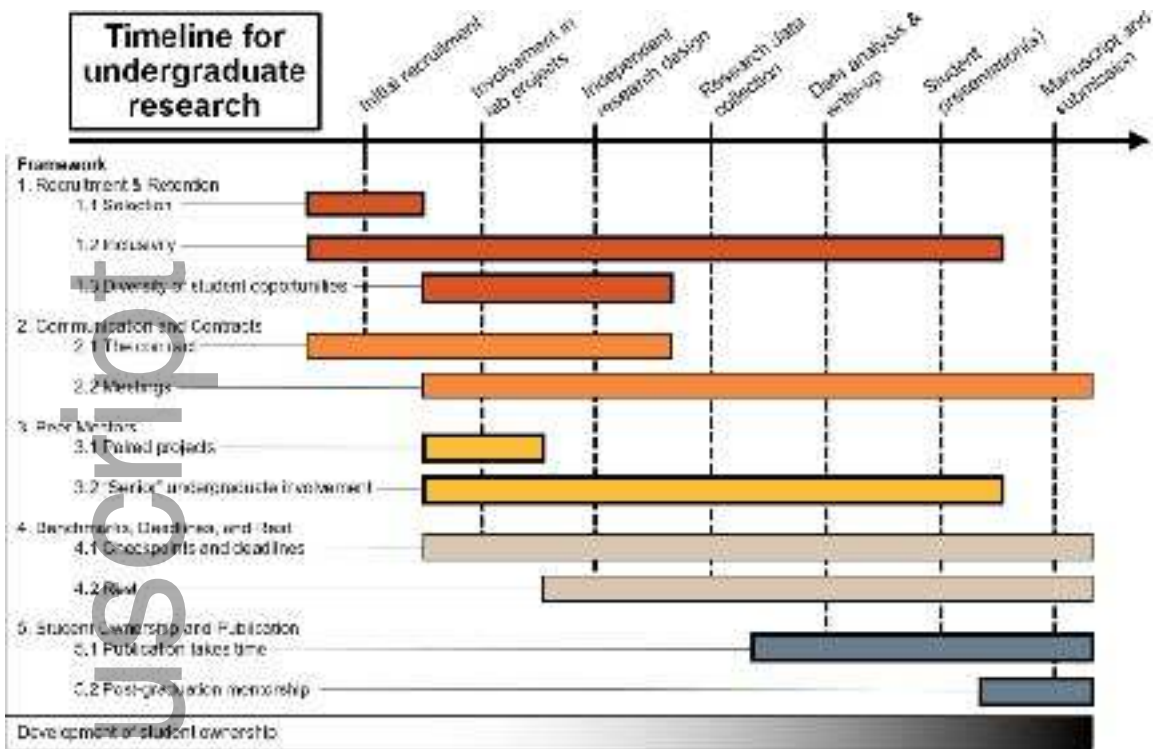 Timeline for
undergraduate
research
Initial recruitment
Involvement in
lab projects
Independent
research design
Research data
collection
Data analysis &
write-up
Student
presentation(s)
Manuscript and
submission
Framework
1. Recruitment & Retention
1.1 Selection
1.2 Inclusivity
1.3 Diversity of student opportunities
2. Communication and Contracts
2.1 The contract
2.2 Meetings
3. Peer Mentors
3.1 Paired projects
3.2 "Senior" undergraduate involvement
4. Benchmarks, Deadlines, and Rest
4.1 Checkpoints and deadlines
4.2 Rest
5. Student Ownership and Publication
5.1 Publication takes time
5.2 Post-graduation mentorship
Development of student ownership
uscript